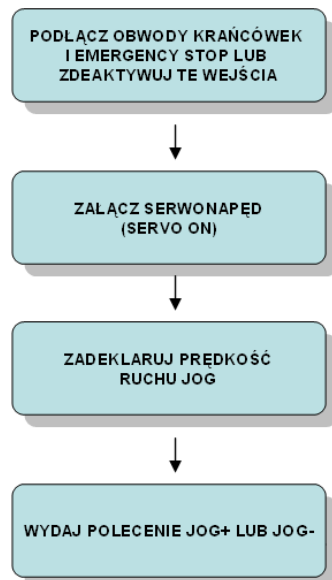 PODŁĄCZ OBWODY KRAŃCÓWEK
I EMERGENCY STOP LUB
ZDEAKTYWUJ TE WEJŚCIA
ZAŁĄCZ SERWONAPĘD
(SERVO ON)
ZADEKLARUJ PRĘDKOŚĆ
RUCHU JOG
WYDAJ POLECENIE JOG+ LUB JOG-